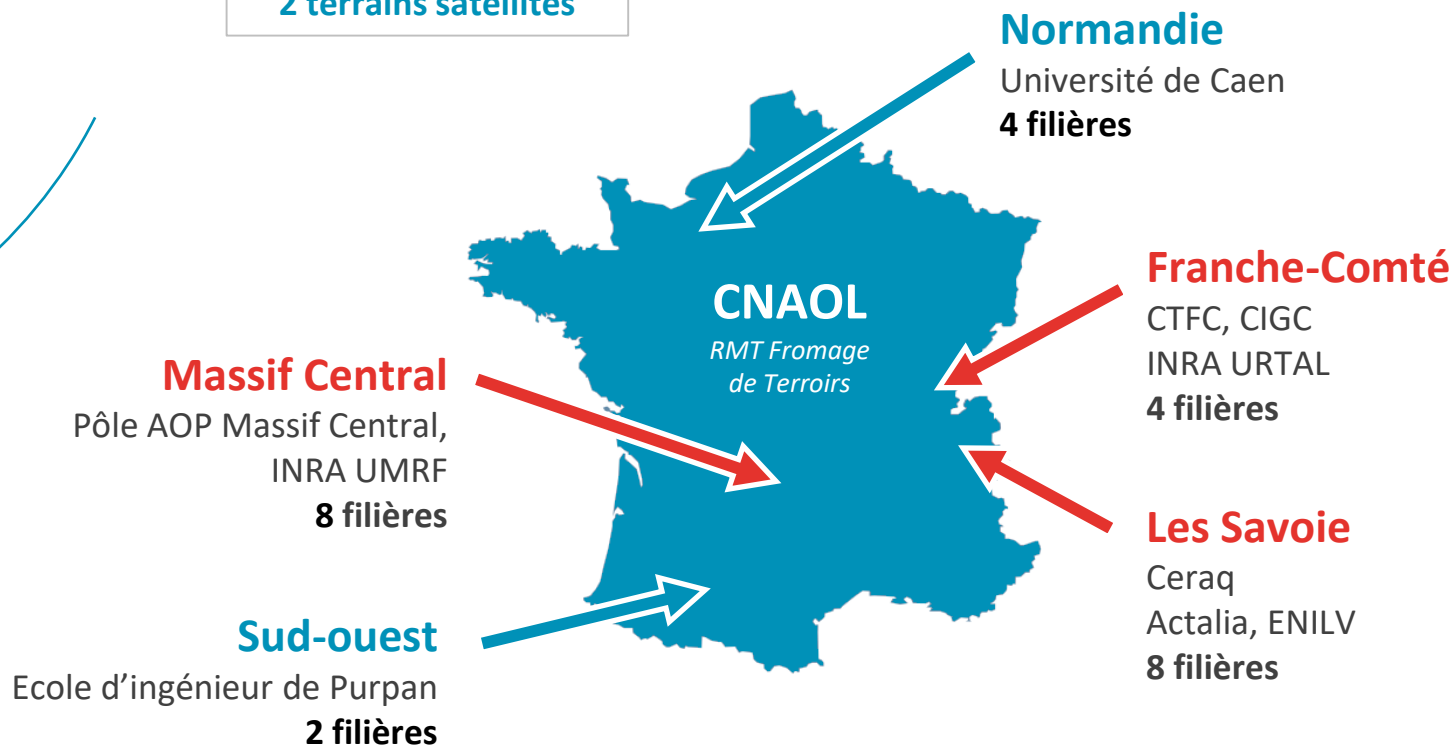 2 terrains satellites
Normandie
Université de Caen
4 filières
CNAOL
RMT Fromage
de Terroirs
Franche-Comté
CTFC, CIGC
INRA URTAL
4 filières
Massif Central
Pôle AOP Massif Central,
INRA UMRF
8 filières
Les Savoie
Ceraq
Actalia, ENILV
8 filières
Sud-ouest
Ecole d'ingénieur de Purpan
2 filières